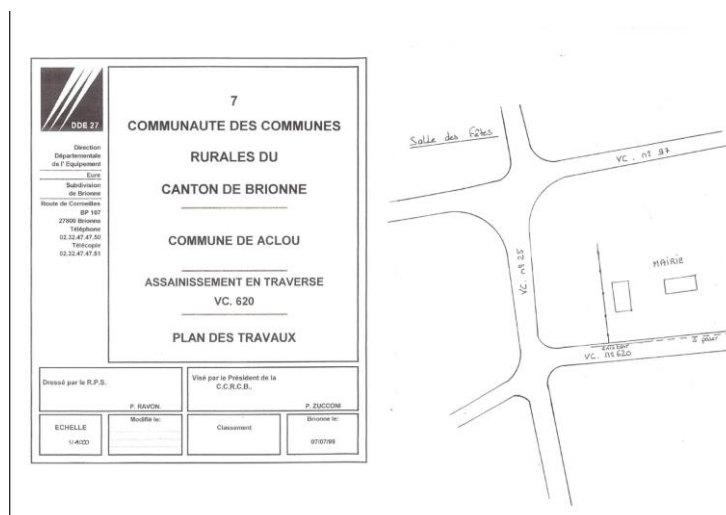 DDE 27
Direction
Départementale
de l' Equipement
Eure
Subdivision
de Brionne
Route de Cormeilles
BP 107
27800 Brionne
Téléphone
02.32.47.47.50
Télécopie
02.32.47.47.51
7
COMMUNAUTE DES COMMUNES
RURALES DU
CANTON DE BRIONNE
COMMUNE DE ACLOU
ASSAINISSEMENT EN TRAVERSE
VC. 620
PLAN DES TRAVAUX
Dressé par le R.P.S.
P. RAVON.
Visé par le Président de la
C.C.R.C.B.,
P. ZUCCONI
ECHELLE
1/4000
Modifié le:
Classement
Brionne le:
07/07/99
Salle des Fêtes
VC. n° 97
VC. n° 25
MAIRIE
existant
VC. N° 620